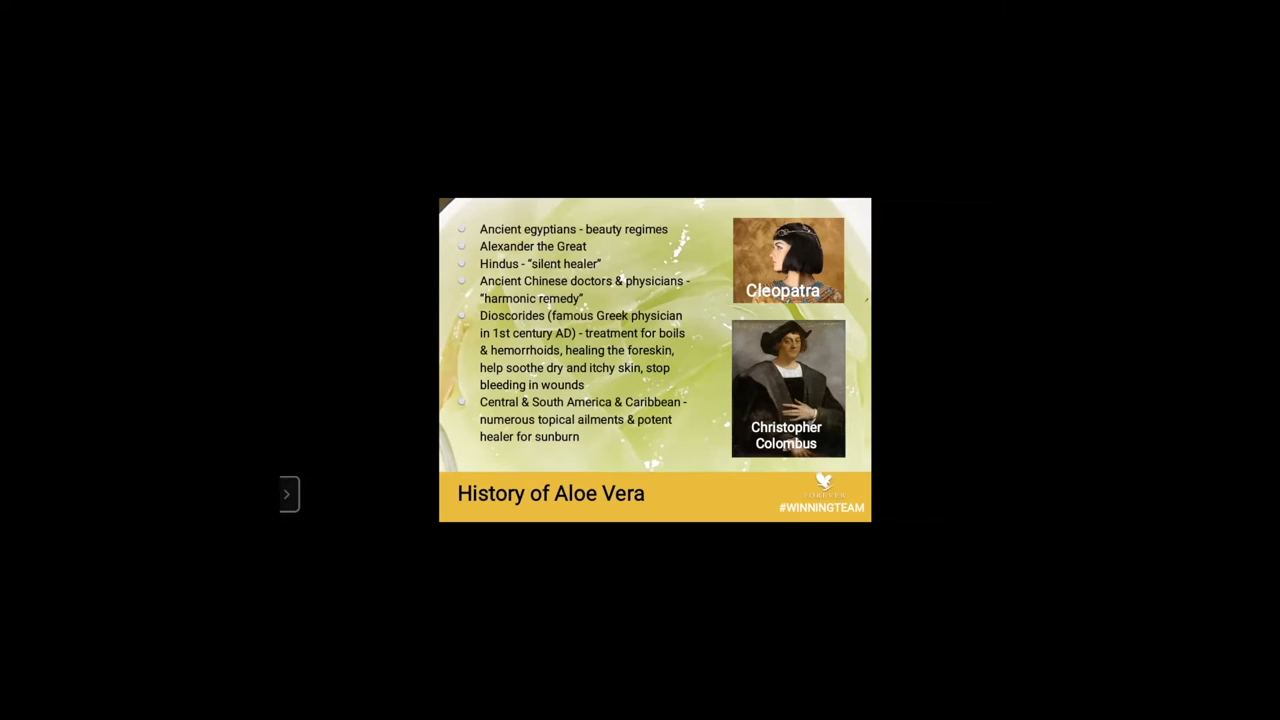 Ancient egyptians - beauty regimes
Alexander the Great
Hindus - “silent healer”
Ancient Chinese doctors & physicians -
“harmonic remedy”
Dioscorides (famous Greek physician
in 1st century AD) - treatment for boils
& hemorrhoids, healing the foreskin,
help soothe dry and itchy skin, stop
bleeding in wounds
Central & South America & Caribbean -
numerous topical ailments & potent
healer for sunburn
Cleopatra
Christopher
Colombus
History of Aloe Vera
FOREVER
#WINNINGTEAM